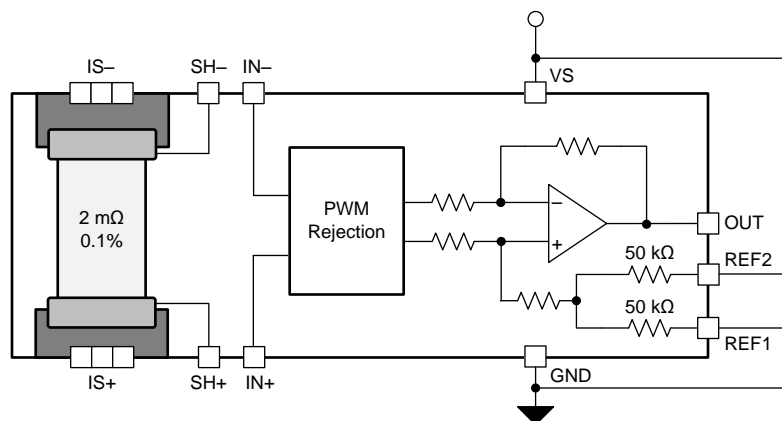 IS–
SH–
IN–
VS
2 mΩ
0.1%
PWM
Rejection
–
+
OUT
50 kΩ
REF2
50 kΩ
REF1
GND
IS+
SH+
IN+